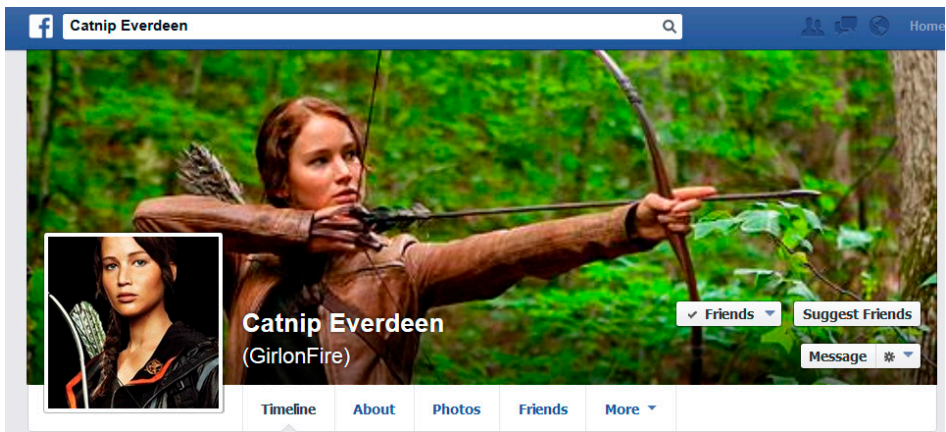 f Catnip Everdeen Home
Catnip Everdeen
(GirlonFire)
✓ Friends
Suggest Friends
Message
Timeline About Photos Friends More